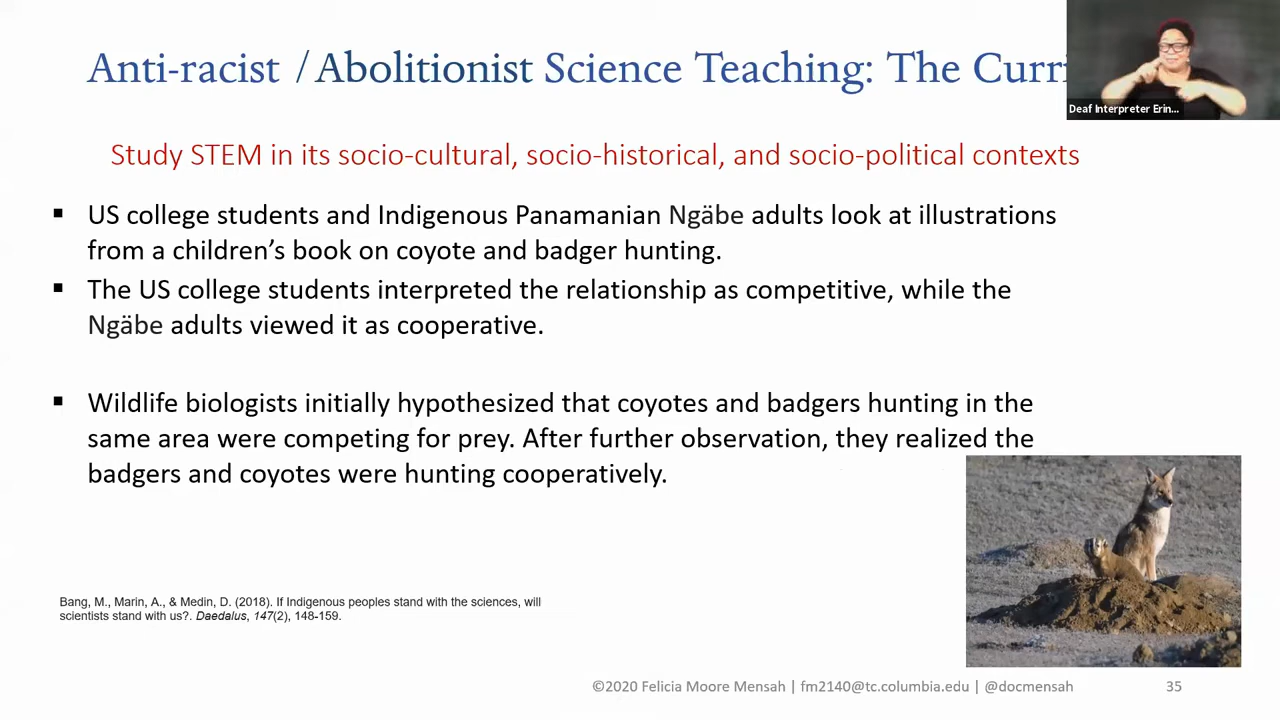 Anti-racist / Abolitionist Science Teaching: The Curri
Deaf Interpreter Erin...
Study STEM in its socio-cultural, socio-historical, and socio-political contexts
▪ US college students and Indigenous Panamanian Ngäbe adults look at illustrations
from a children’s book on coyote and badger hunting.
▪ The US college students interpreted the relationship as competitive, while the
Ngäbe adults viewed it as cooperative.
▪ Wildlife biologists initially hypothesized that coyotes and badgers hunting in the
same area were competing for prey. After further observation, they realized the
badgers and coyotes were hunting cooperatively.
Bang, M., Marin, A., & Medin, D. (2018). If Indigenous peoples stand with the sciences, will
scientists stand with us?. Daedalus, 147(2), 148-159.
©2020 Felicia Moore Mensah | fm2140@tc.columbia.edu | @docmensah
35